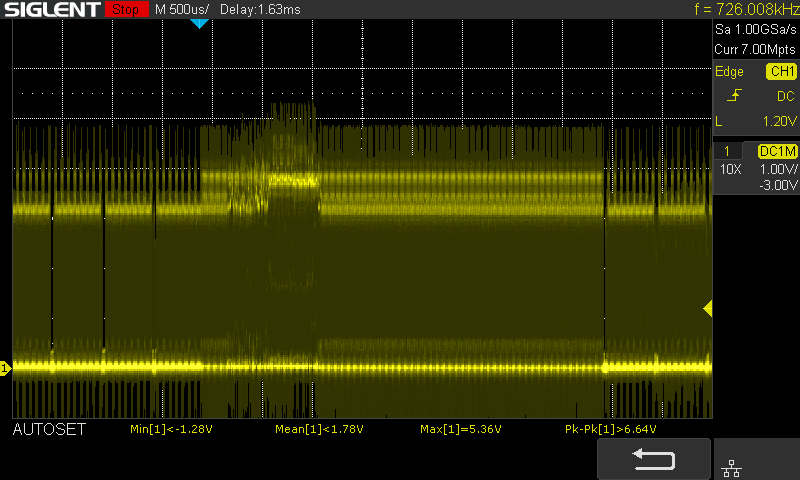 SIGLENT Stop M 500us/ Delay:1.63ms f = 726.008kHz
Sa 1.00GSa/s
Curr 7.00Mpts
Edge CH1
DC
L 1.20V
1 DC1M
10X 1.00V/
-3.00V
1
AUTOSET Min[1]<-1.28V Mean[1]<1.78V Max[1]=5.36V Pk-Pk[1]>6.64V